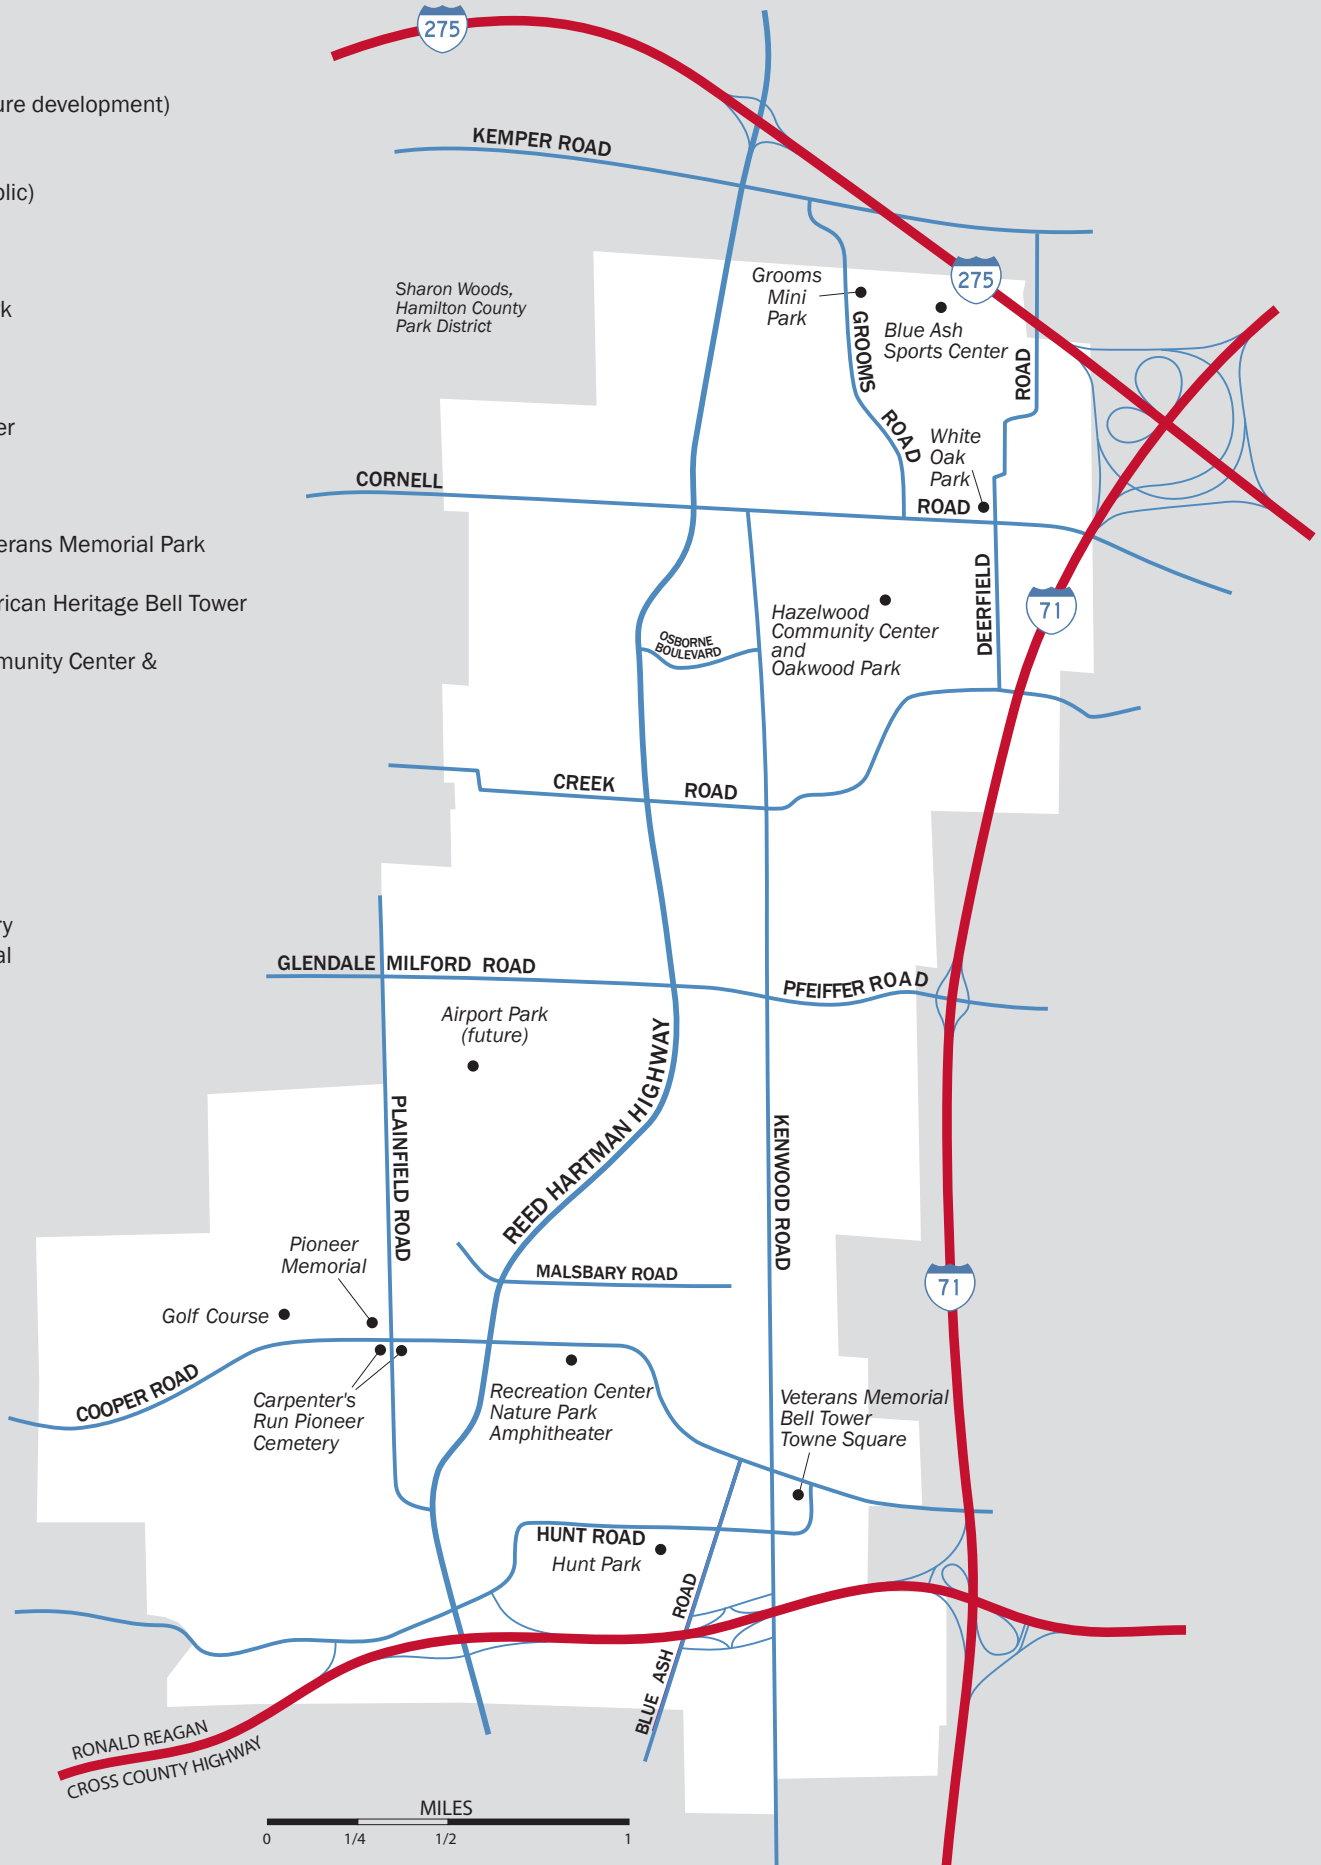 275
ure development)
KEMPER ROAD
blic)
Sharon Woods,
Hamilton County
Park District
Grooms
Mini
Park
275
rk
Blue Ash
Sports Center
GROOMS
ROAD
ROAD
er
White
Oak
Park
CORNELL
ROAD
erans Memorial Park
DEERFIELD
71
rican Heritage Bell Tower
Hazelwood
Community Center
and
Oakwood Park
OSBORNE
BOULEVARD
munity Center &
CREEK
ROAD
ry
al
GLENDALE MILFORD ROAD
PFEIFFER ROAD
Airport Park
(future)
REED HARTMAN HIGHWAY
PLAINFIELD ROAD
KENWOOD ROAD
Pioneer
Memorial
MALSBARY ROAD
71
Golf Course
COOPER ROAD
Carpenter's
Run Pioneer
Cemetery
Recreation Center
Nature Park
Amphitheater
Veterans Memorial
Bell Tower
Towne Square
HUNT ROAD
Hunt Park
BLUE ASH ROAD
RONALD REAGAN
CROSS COUNTY HIGHWAY
MILES
0 1/4 1/2 1